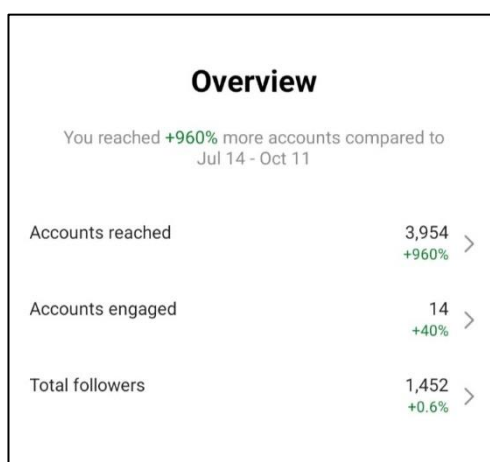 Overview
You reached +960% more accounts compared to
Jul 14 - Oct 11
Accounts reached 3,954
+960%
Accounts engaged 14
+40%
Total followers 1,452
+0.6%